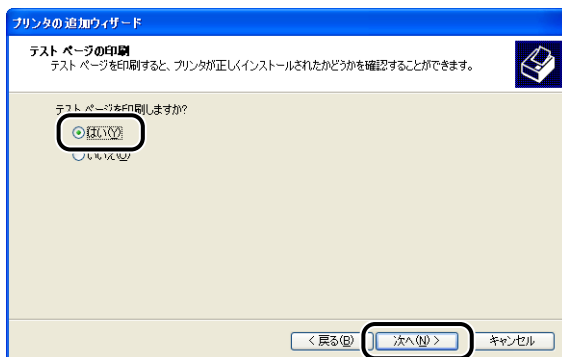 プリンタの追加ウィザード
テスト ページの印刷
テスト ページを印刷すると、プリンタが正しくインストールされたかどうかを確認することができます。
テスト ページを印刷しますか?
はい(Y)
いいえ(O)
< 戻る(B) 次へ(N) > キャンセル